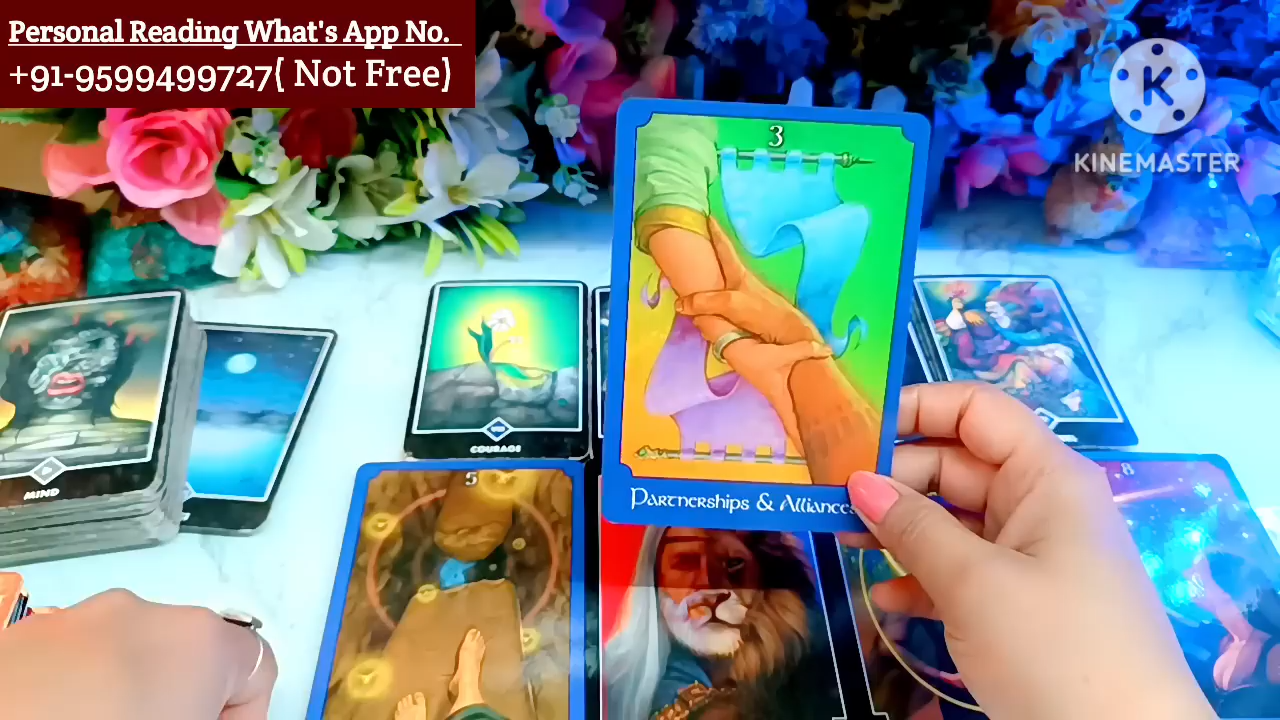 Personal Reading What's App No.
+91-9599499727( Not Free)
K
KINEMASTER
3
Partnerships & Alliances
COURAGE
MIND
5
8